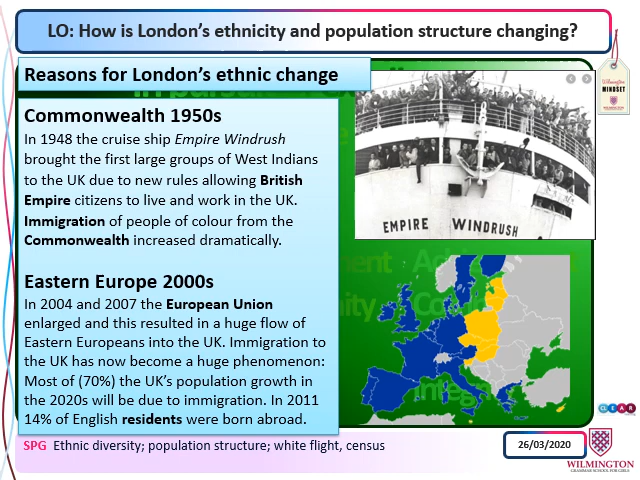 LO: How is London's ethnicity and population structure changing?
Reasons for London's ethnic change
Commonwealth 1950s
In 1948 the cruise ship Empire Windrush
brought the first large groups of West Indians
to the UK due to new rules allowing British
Empire citizens to live and work in the UK.
Immigration of people of colour from the
Commonwealth increased dramatically.
Eastern Europe 2000s
In 2004 and 2007 the European Union
enlarged and this resulted in a huge flow of
Eastern Europeans into the UK. Immigration to
the UK has now become a huge phenomenon:
Most of (70%) the UK's population growth in
the 2020s will be due to immigration. In 2011
14% of English residents were born abroad.
EMPIRE WINDRUSH
WILMINGTON
MINDSET
CLEAR
SPG Ethnic diversity; population structure; white flight, census
26/03/2020
WILMINGTON
GRAMMAR SCHOOL FOR GIRLS